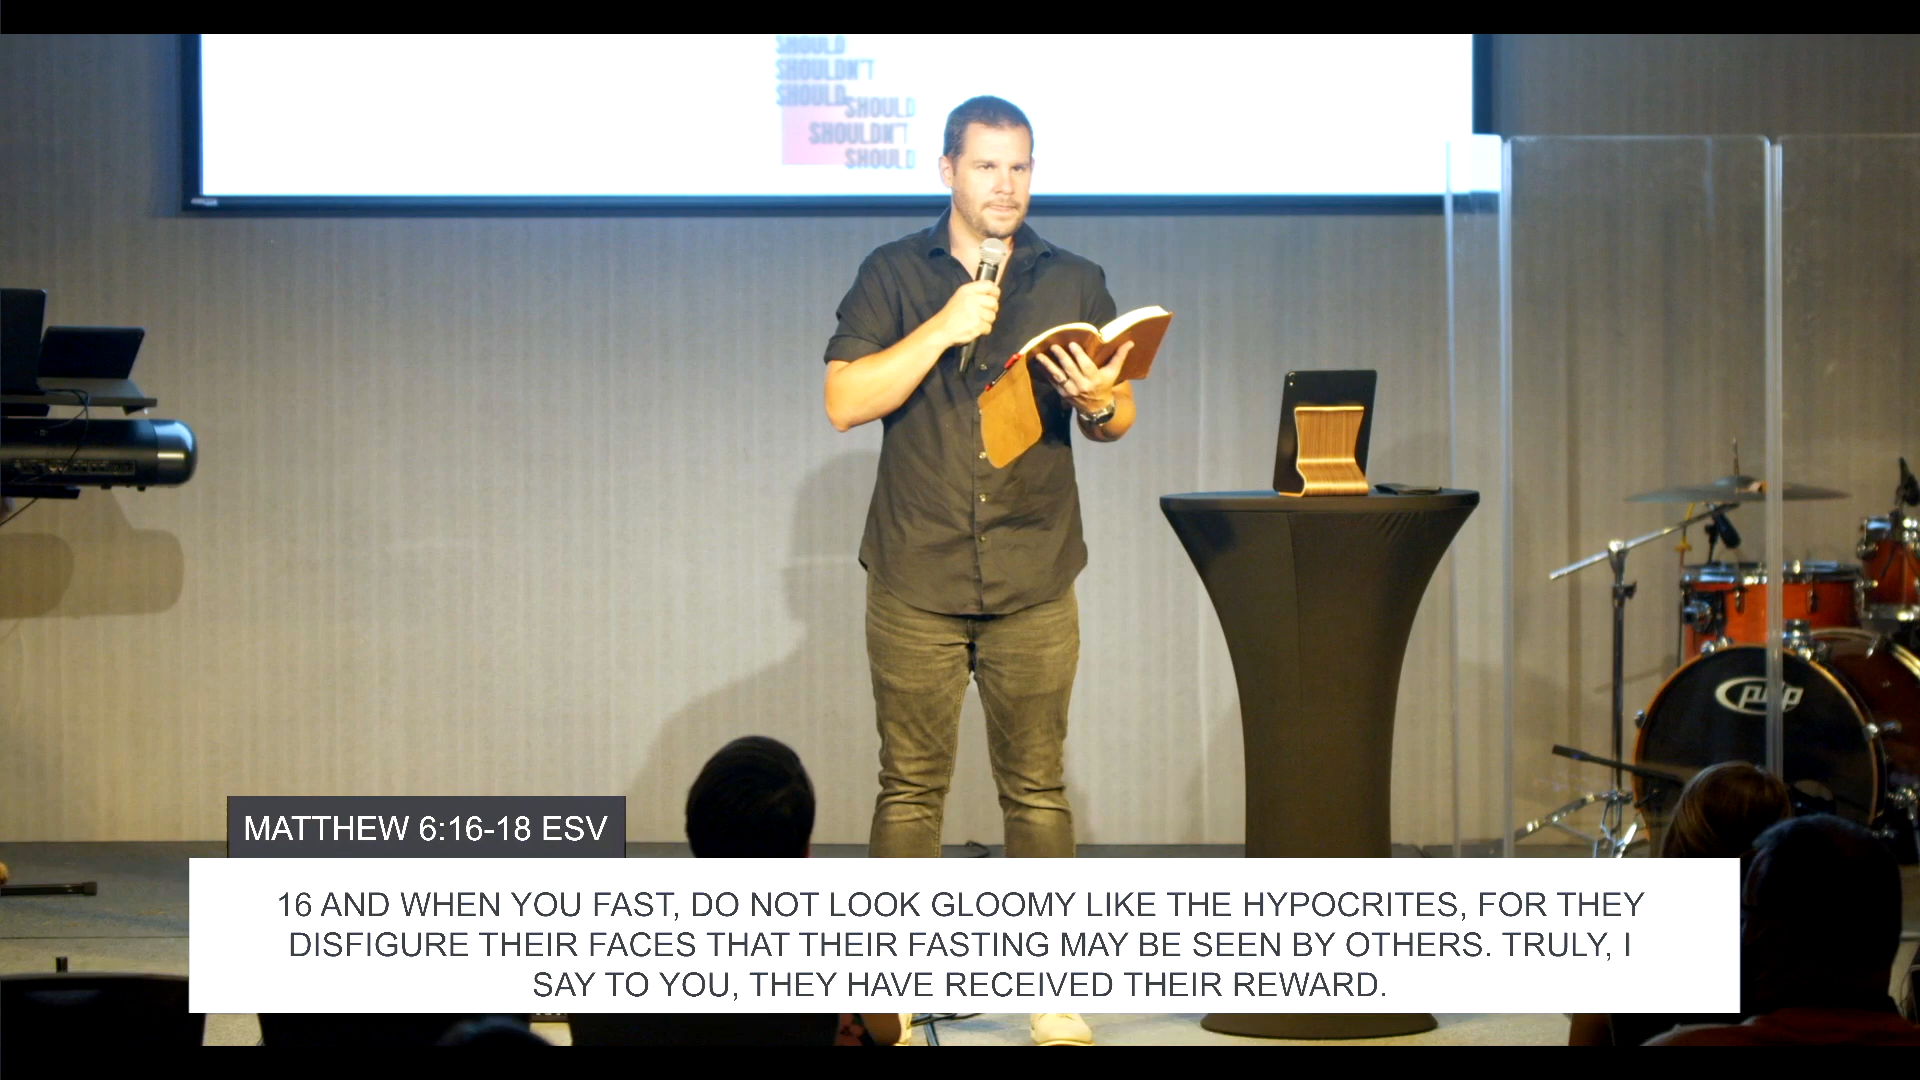 SHOULD
SHOULDN'T
SHOULD
SHOULD
SHOULDN'T
SHOULD
pdp
MATTHEW 6:16-18 ESV
16 AND WHEN YOU FAST, DO NOT LOOK GLOOMY LIKE THE HYPOCRITES, FOR THEY
DISFIGURE THEIR FACES THAT THEIR FASTING MAY BE SEEN BY OTHERS. TRULY, I
SAY TO YOU, THEY HAVE RECEIVED THEIR REWARD.